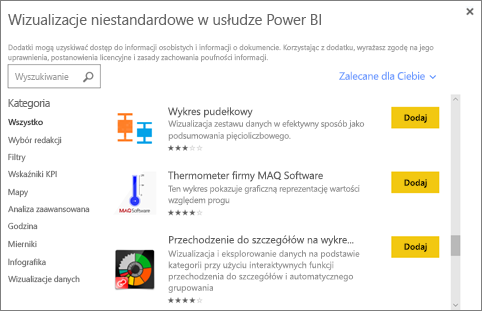 Wizualizacje niestandardowe w usłudze Power BI
Dodatki mogą uzyskiwać dostęp do informacji osobistych i informacji o dokumencie. Korzystając z dodatku, wyrażasz zgodę na jego
uprawnienia, postanowienia licencyjne i zasady zachowania poufności informacji.
Wyszukiwanie
Zalecane dla Ciebie
Kategoria
Wszystko
Wybór redakcji
Filtry
Wskaźniki KPI
Mapy
Analiza zaawansowana
Godzina
Mierniki
Infografika
Wizualizacje danych
Wykres pudełkowy
Wizualizacja zestawu danych w efektywny sposób jako
podsumowania pięcioliczbowego.
Dodaj
MAQ Software
Thermometer firmy MAQ Software
Ten wykres pokazuje graficzną reprezentację wartości
względem progu
Dodaj
Przechodzenie do szczegółów na wykre...
Wizualizacja i eksplorowanie danych na podstawie
kategorii przy użyciu interaktywnych funkcji
przechodzenia do szczegółów i automatycznego
grupowania
Dodaj